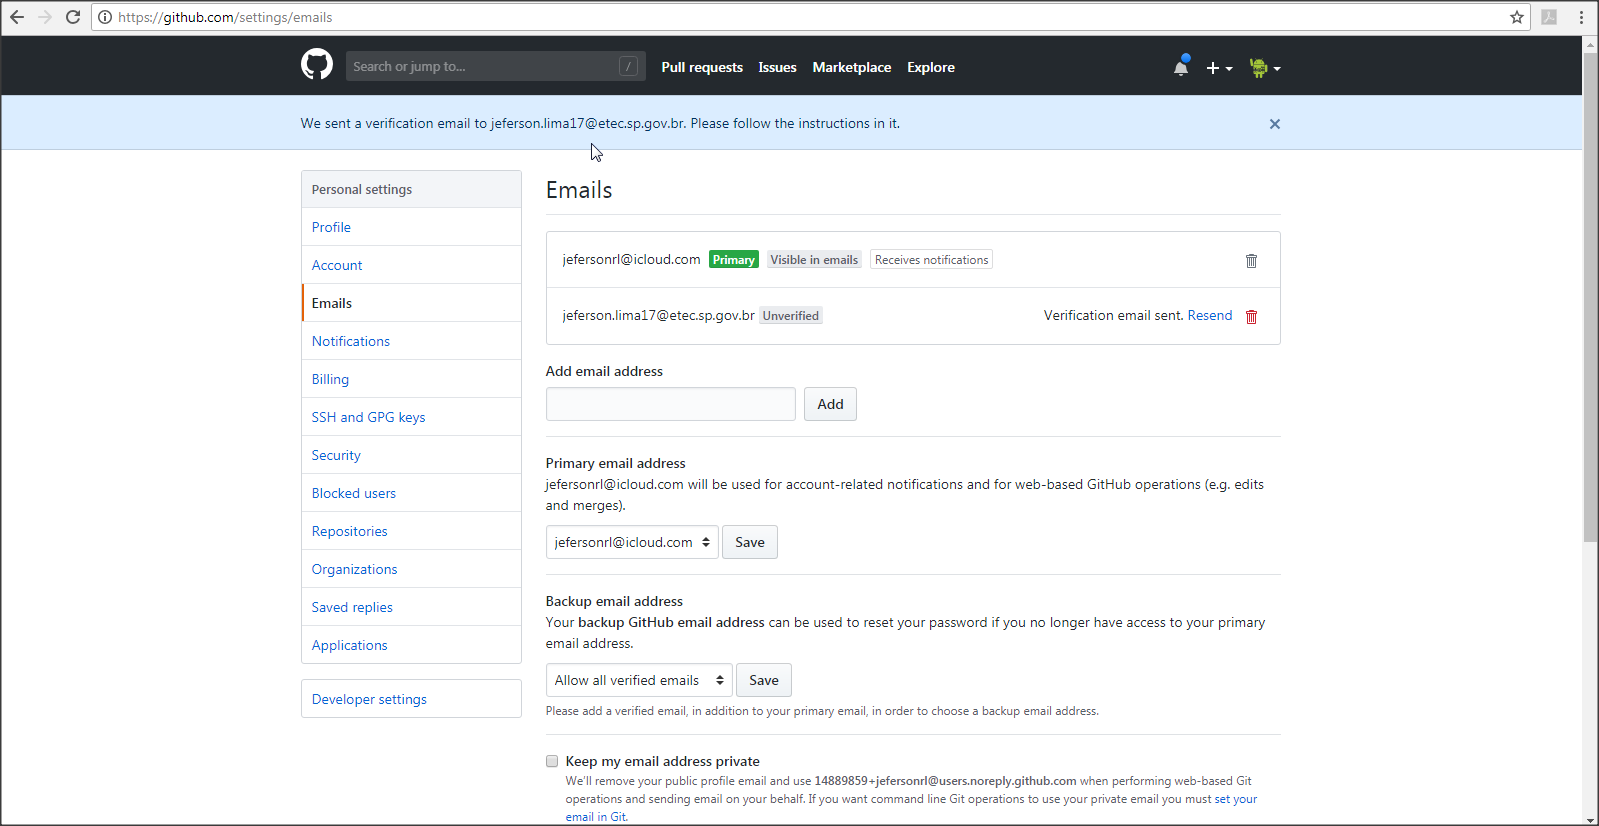 https://github.com/settings/emails
Search or jump to... /
Pull requests Issues Marketplace Explore
We sent a verification email to jeferson.lima17@etec.sp.gov.br. Please follow the instructions in it.
Personal settings
Profile
Account
Emails
Notifications
Billing
SSH and GPG keys
Security
Blocked users
Repositories
Organizations
Saved replies
Applications
Developer settings
Emails
jefersonrl@icloud.com Primary Visible in emails Receives notifications
jeferson.lima17@etec.sp.gov.br Unverified Verification email sent. Resend
Add email address
Add
Primary email address
jefersonrl@icloud.com will be used for account-related notifications and for web-based GitHub operations (e.g. edits
and merges).
jefersonrl@icloud.com Save
Backup email address
Your backup GitHub email address can be used to reset your password if you no longer have access to your primary
email address.
Allow all verified emails Save
Please add a verified email, in addition to your primary email, in order to choose a backup email address.
Keep my email address private
We'll remove your public profile email and use 14889859+jefersonrl@users.noreply.github.com when performing web-based Git
operations and sending email on your behalf. If you want command line Git operations to use your private email you must set your
email in Git.